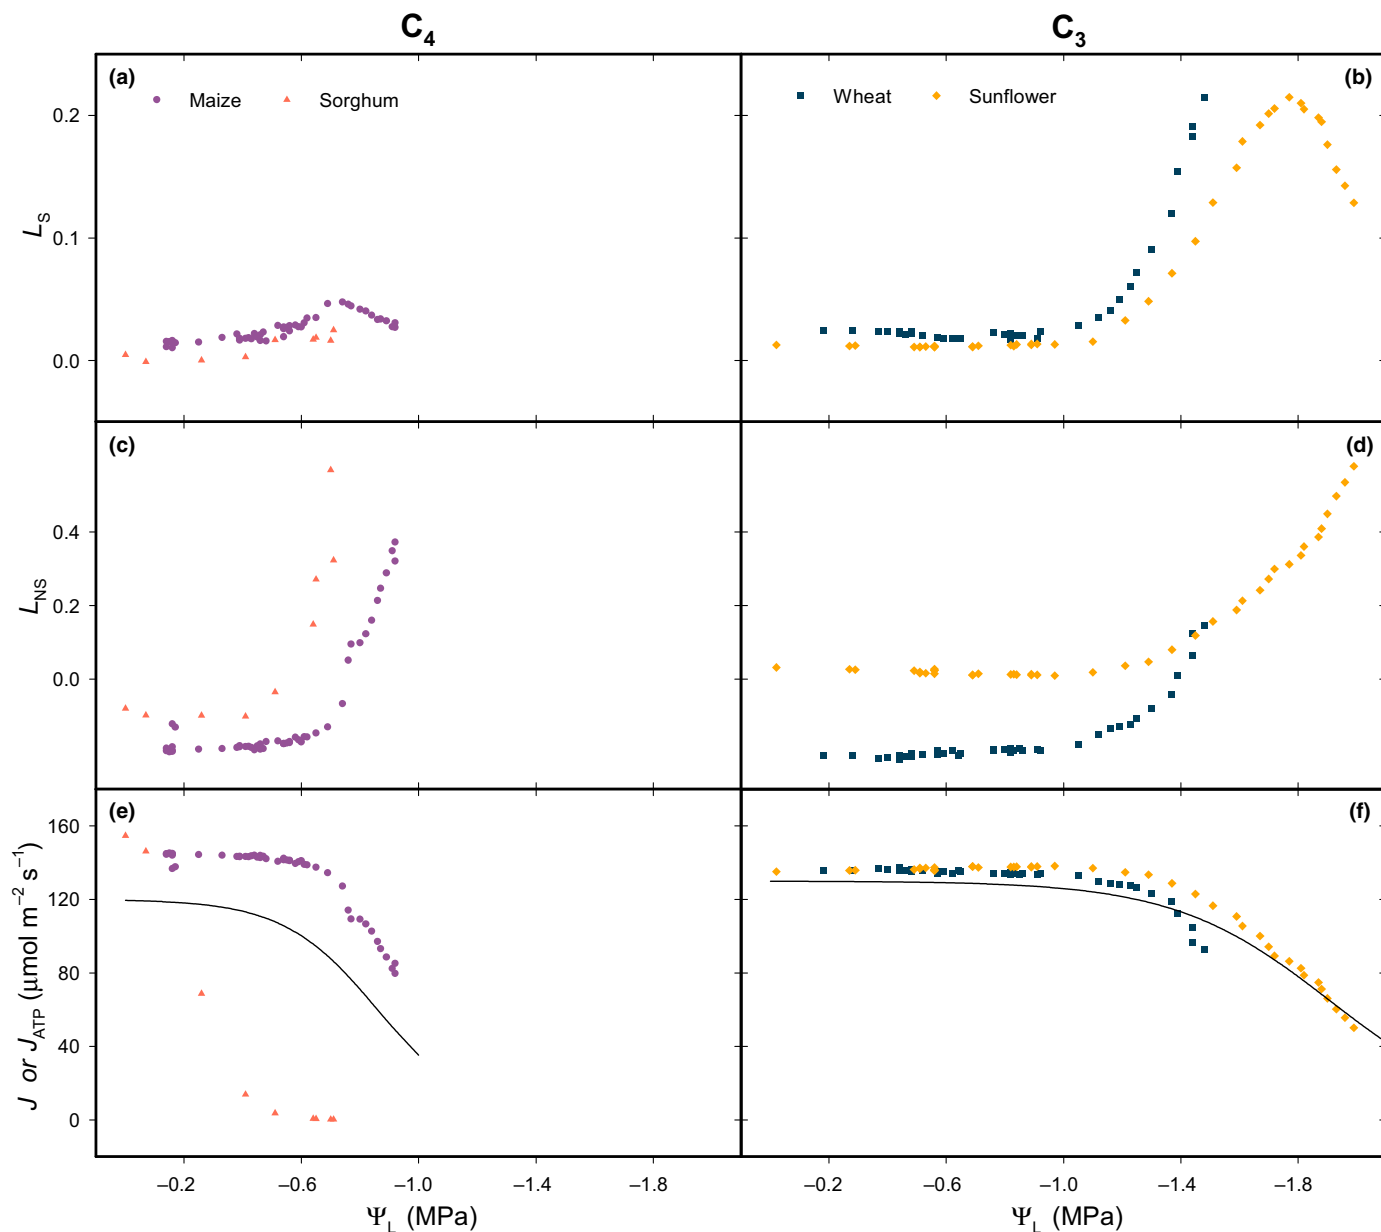 C4 C3
(a) Maize Sorghum
(b) Wheat Sunflower
0.2
0.1
0.0
LS
(c) (d)
0.4
0.2
0.0
LNS
(e) (f)
160
120
80
40
0
J or JATP (μmol m−2 s−1)
−0.2 −0.6 −1.0 −1.4 −1.8 −0.2 −0.6 −1.0 −1.4 −1.8
ΨL (MPa) ΨL (MPa)